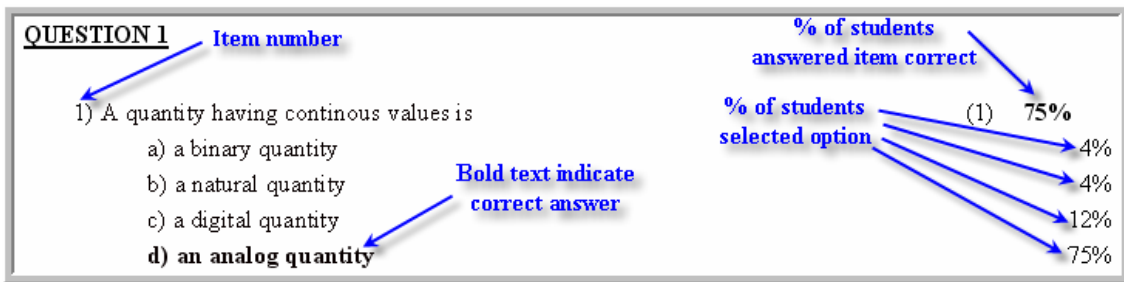 QUESTION 1
Item number
% of students
answered item correct
1) A quantity having continous values is
% of students
selected option
(1) 75%
a) a binary quantity 4%
b) a natural quantity 4%
Bold text indicate
correct answer
c) a digital quantity 12%
d) an analog quantity 75%